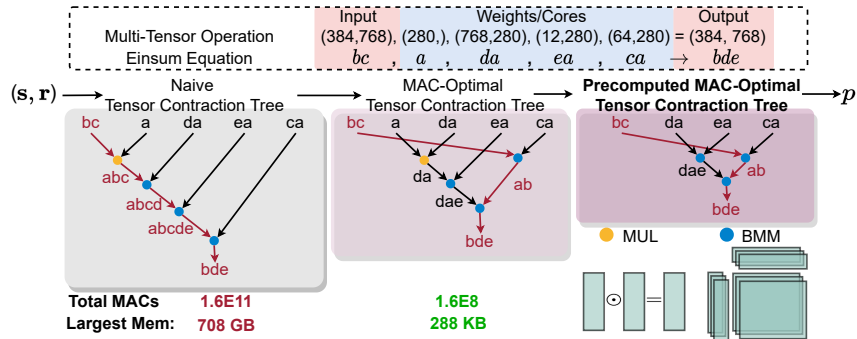 Input Weights/Cores Output
Multi-Tensor Operation (384,768), (280,), (768,280), (12,280), (64,280) = (384, 768)
Einsum Equation bc , a , da , ea , ca → bde
(s, r) Naive Tensor Contraction Tree
MAC-Optimal Tensor Contraction Tree
Precomputed MAC-Optimal Tensor Contraction Tree p
bc a da ea ca
abc
abcd
abcde
bde
bc a da ea ca
da ab
dae
bde
bc da ea ca
dae ab
bde
MUL BMM
⊙ =
Total MACs 1.6E11 1.6E8
Largest Mem: 708 GB 288 KB